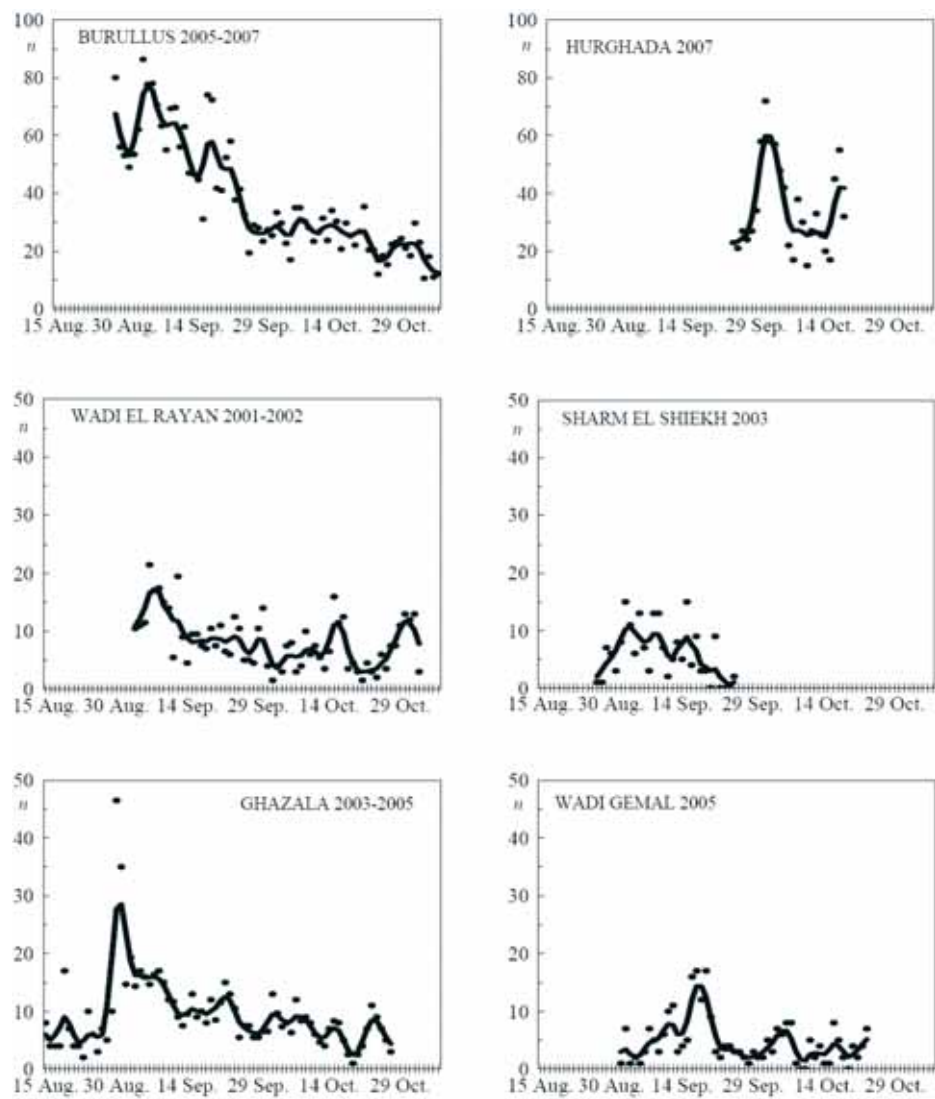 BURULLUS 2005-2007
n
100
80
60
40
20
0
15 Aug. 30 Aug. 14 Sep. 29 Sep. 14 Oct. 29 Oct.
HURGHADA 2007
n
100
80
60
40
20
0
15 Aug. 30 Aug. 14 Sep. 29 Sep. 14 Oct. 29 Oct.
WADI EL RAYAN 2001-2002
n
50
40
30
20
10
0
15 Aug. 30 Aug. 14 Sep. 29 Sep. 14 Oct. 29 Oct.
SHARM EL SHIEKH 2003
n
50
40
30
20
10
0
15 Aug. 30 Aug. 14 Sep. 29 Sep. 14 Oct. 29 Oct.
GHAZALA 2003-2005
n
50
40
30
20
10
0
15 Aug. 30 Aug. 14 Sep. 29 Sep. 14 Oct. 29 Oct.
WADI GEMAL 2005
n
50
40
30
20
10
0
15 Aug. 30 Aug. 14 Sep. 29 Sep. 14 Oct. 29 Oct.